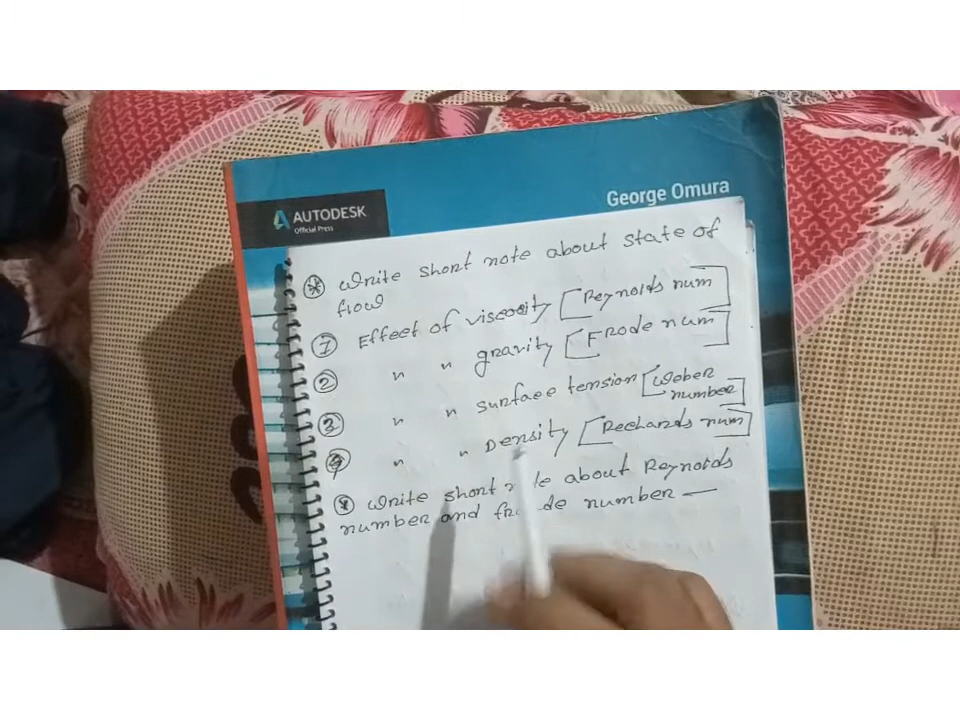 AUTODESK
Official Press
George Omura
Write short note about state of
flow
1 Effect of viscosity [Reynolds num]
2 " " gravity [Frode num]
3 " " surface tension [Weber
number]
4 " " Density [Rechards num]
Write short about Reynolds
number and number —